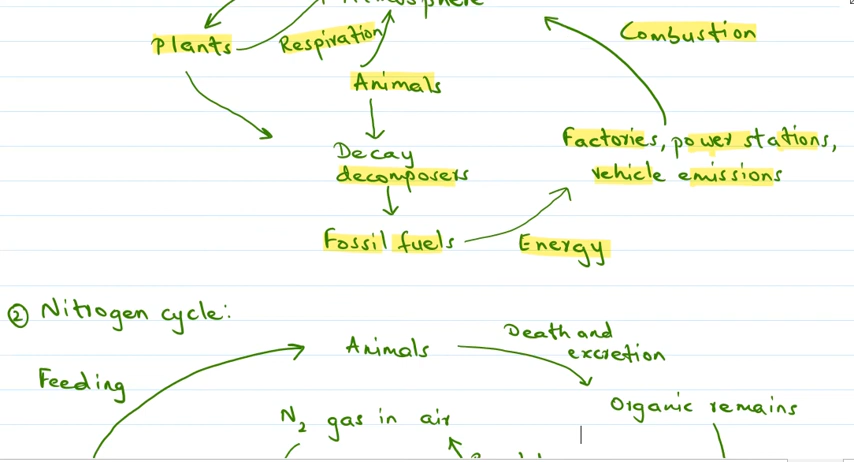 Plants
Respiration
Combustion
Animals
Factories, power stations,
vehicle emissions
Decay
decomposers
Fossil fuels
Energy
② Nitrogen cycle:
Animals
Death and
excretion
Feeding
N₂ gas in air
Organic remains